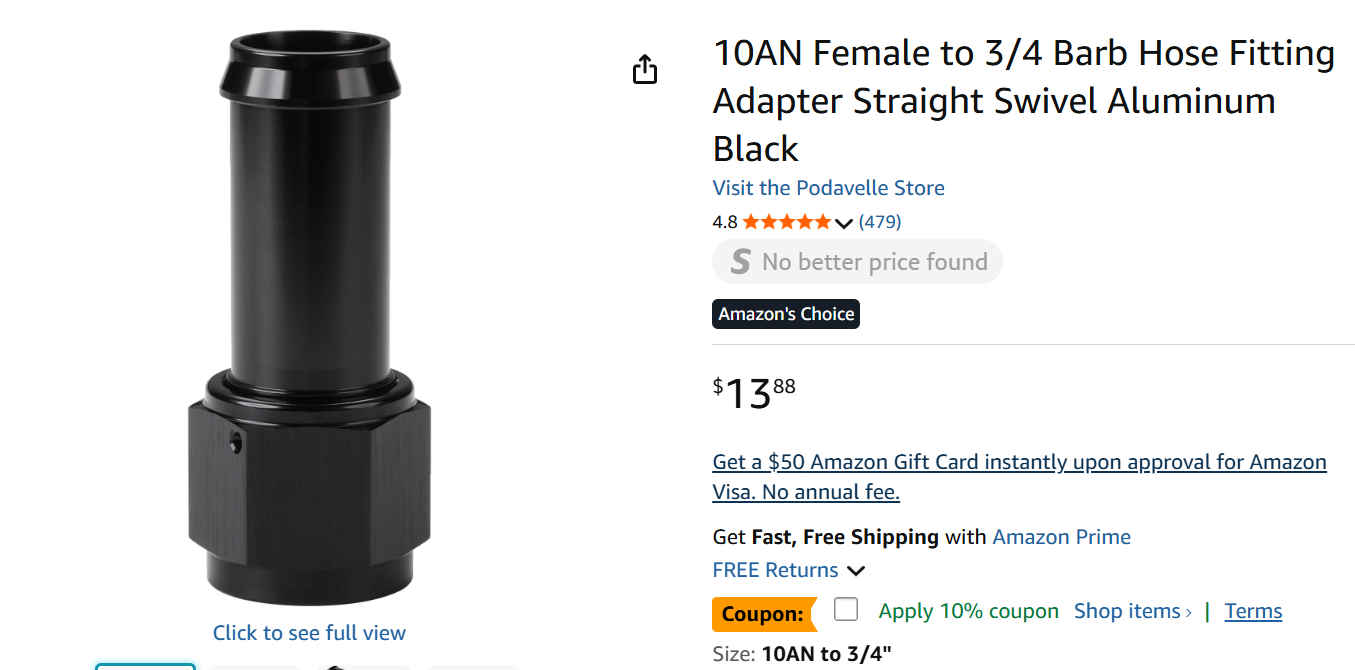 10AN Female to 3/4 Barb Hose Fitting
Adapter Straight Swivel Aluminum
Black
Visit the Podavelle Store
4.8 (479)
S No better price found
Amazon's Choice
$13 88
Get a $50 Amazon Gift Card instantly upon approval for Amazon
Visa. No annual fee.
Get Fast, Free Shipping with Amazon Prime
FREE Returns
Coupon: Apply 10% coupon Shop items › | Terms
Size: 10AN to 3/4"
Click to see full view